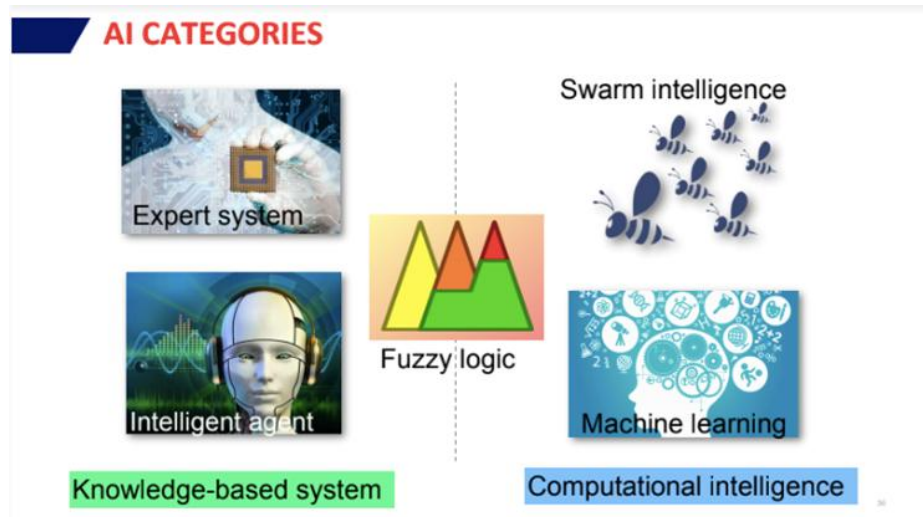 AI CATEGORIES
Expert system
Swarm intelligence
Fuzzy logic
Intelligent agent
Machine learning
Knowledge-based system
Computational intelligence